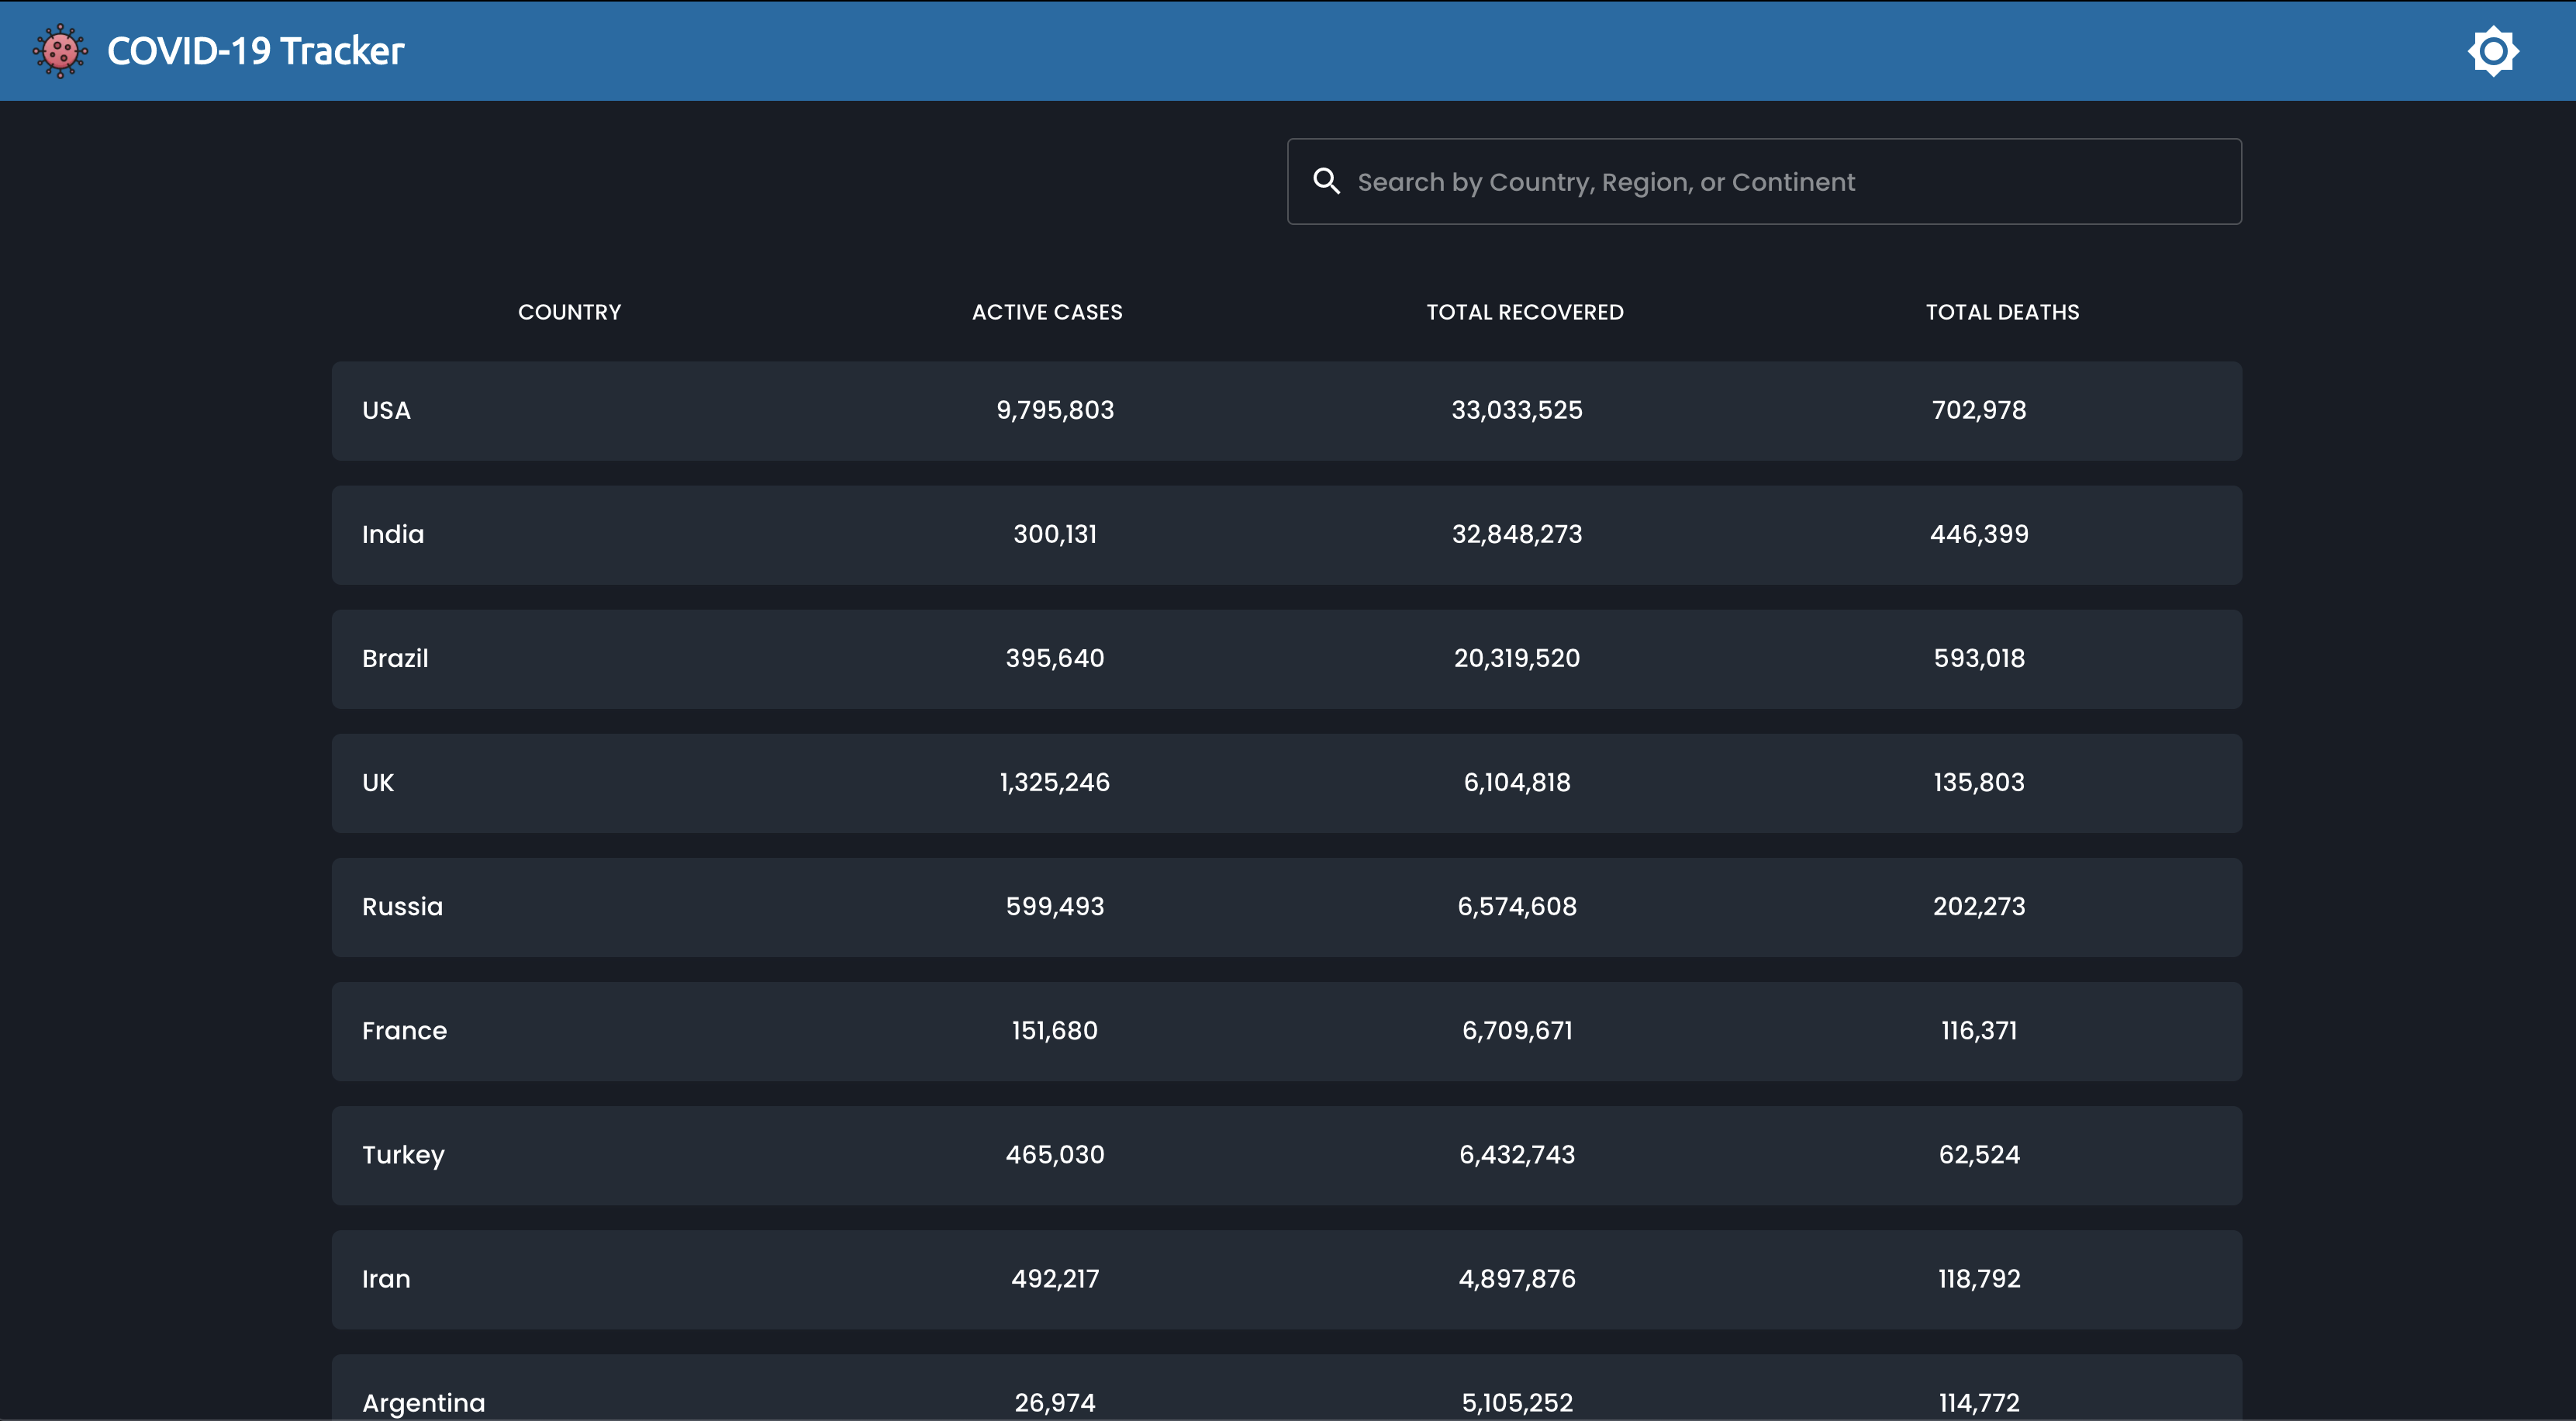 COVID-19 Tracker
Search by Country, Region, or Continent
COUNTRY ACTIVE CASES TOTAL RECOVERED TOTAL DEATHS
USA 9,795,803 33,033,525 702,978
India 300,131 32,848,273 446,399
Brazil 395,640 20,319,520 593,018
UK 1,325,246 6,104,818 135,803
Russia 599,493 6,574,608 202,273
France 151,680 6,709,671 116,371
Turkey 465,030 6,432,743 62,524
Iran 492,217 4,897,876 118,792
Argentina 26,974 5,105,252 114,772